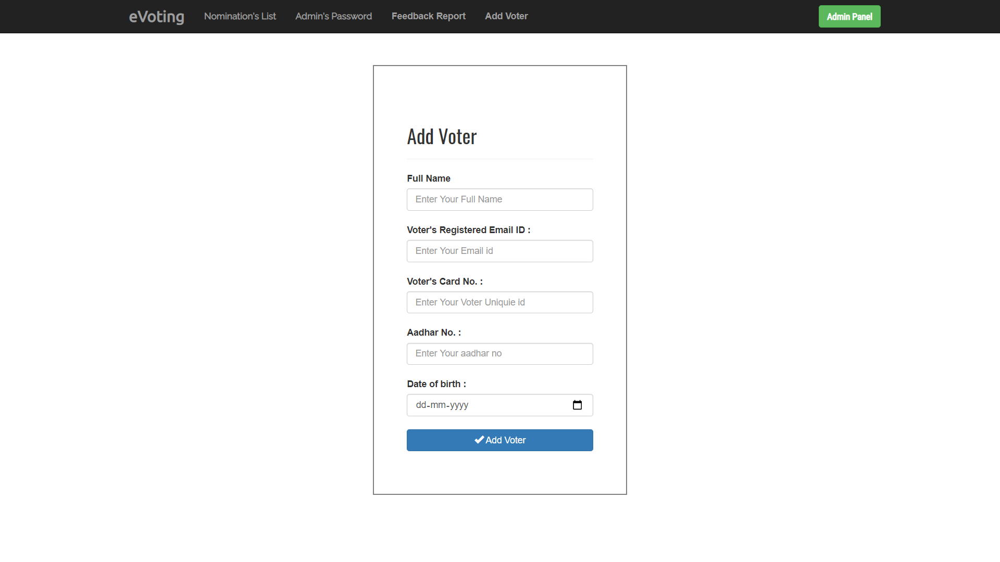 eVoting Nomination's List Admin's Password Feedback Report Add Voter Admin Panel
Add Voter
Full Name
Enter Your Full Name
Voter's Registered Email ID :
Enter Your Email id
Voter's Card No. :
Enter Your Voter Uniquie id
Aadhar No. :
Enter Your aadhar no
Date of birth :
dd-mm-yyyy
Add Voter